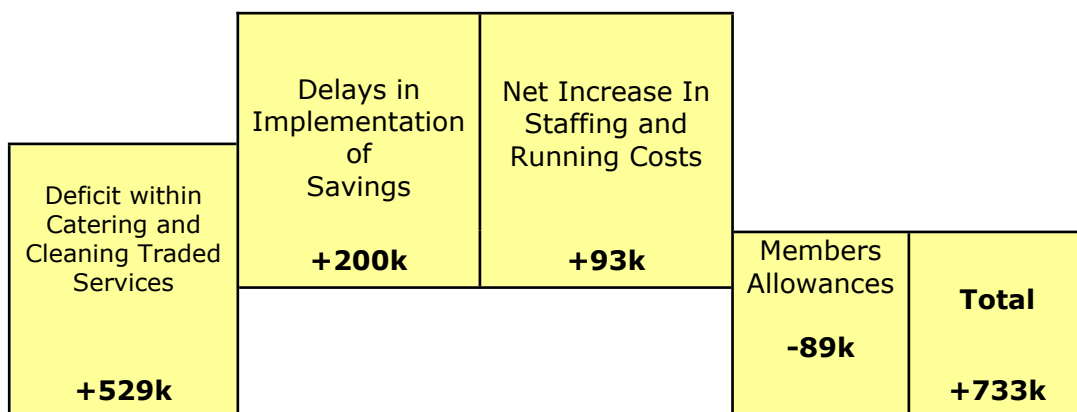 Deficit within
Catering and
Cleaning Traded
Services
+529k
Delays in
Implementation
of
Savings
+200k
Net Increase In
Staffing and
Running Costs
+93k
Members
Allowances
-89k
Total
+733k